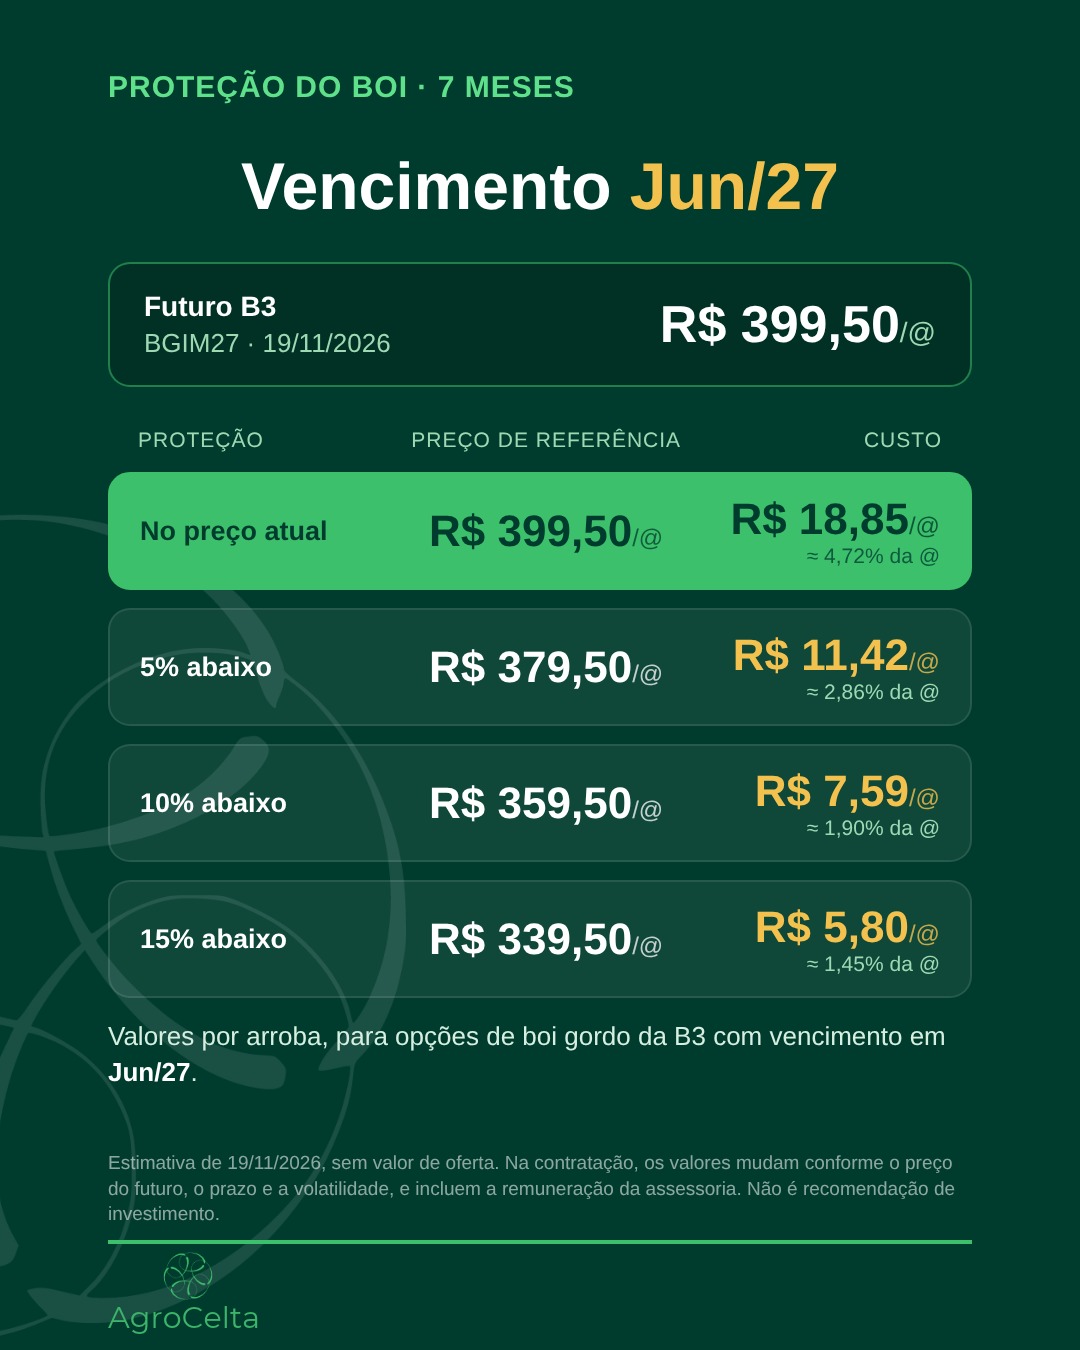 PROTEÇÃO DO BOI · 7 MESES
Vencimento Jun/27
Futuro B3
BGIM27 · 19/11/2026
R$ 399,50/@
PROTEÇÃO PREÇO DE REFERÊNCIA CUSTO
No preço atual R$ 399,50/@ R$ 18,85/@
≈ 4,72% da @
5% abaixo R$ 379,50/@ R$ 11,42/@
≈ 2,86% da @
10% abaixo R$ 359,50/@ R$ 7,59/@
≈ 1,90% da @
15% abaixo R$ 339,50/@ R$ 5,80/@
≈ 1,45% da @
Valores por arroba, para opções de boi gordo da B3 com vencimento em
Jun/27.
Estimativa de 19/11/2026, sem valor de oferta. Na contratação, os valores mudam conforme o preço
do futuro, o prazo e a volatilidade, e incluem a remuneração da assessoria. Não é recomendação de
investimento.
AgroCelta